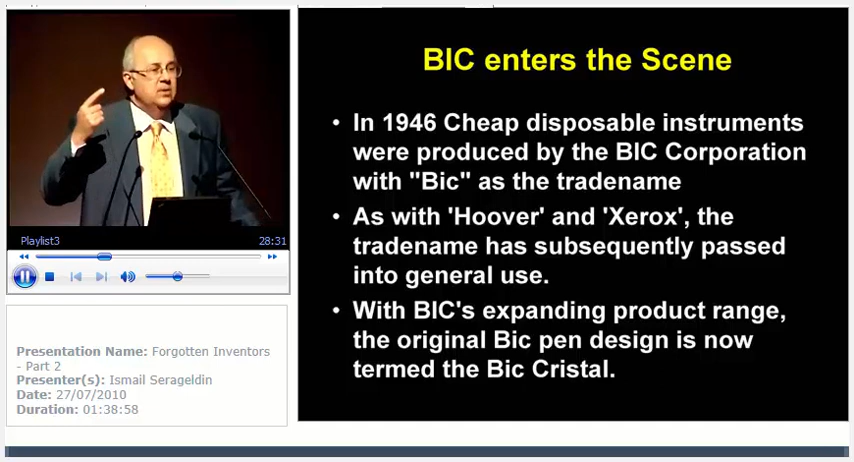 BIC enters the Scene
• In 1946 Cheap disposable instruments
were produced by the BIC Corporation
with "Bic" as the tradename
• As with 'Hoover' and 'Xerox', the
tradename has subsequently passed
into general use.
• With BIC's expanding product range,
the original Bic pen design is now
termed the Bic Cristal.
Playlist3 28:31
Presentation Name: Forgotten Inventors
- Part 2
Presenter(s): Ismail Serageldin
Date: 27/07/2010
Duration: 01:38:58